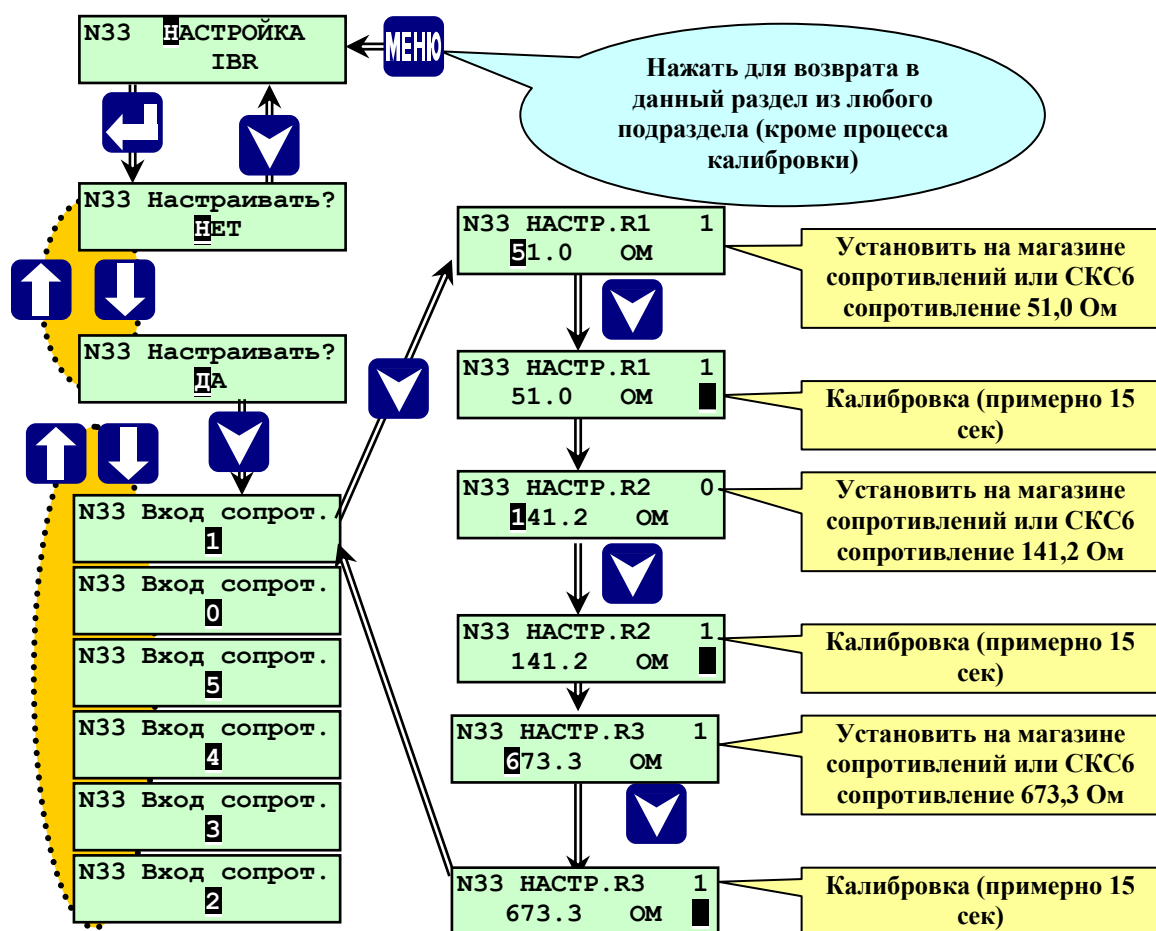 N33 НАСТРОЙКА
IBR
МЕНЮ
Нажать для возврата в
данный раздел из любого
подраздела (кроме процесса
калибровки)
N33 Настраивать?
НЕТ
N33 Настраивать?
ДА
N33 Вход сопрот.
1
N33 Вход сопрот.
0
N33 Вход сопрот.
5
N33 Вход сопрот.
4
N33 Вход сопрот.
3
N33 Вход сопрот.
2
N33 НАСТР.R1 1
51.0 ОМ
Установить на магазине
сопротивлений или СКС6
сопротивление 51,0 Ом
N33 НАСТР.R1 1
51.0 ОМ
Калибровка (примерно 15
сек)
N33 НАСТР.R2 0
141.2 ОМ
Установить на магазине
сопротивлений или СКС6
сопротивление 141,2 Ом
N33 НАСТР.R2 1
141.2 ОМ
Калибровка (примерно 15
сек)
N33 НАСТР.R3 1
673.3 ОМ
Установить на магазине
сопротивлений или СКС6
сопротивление 673,3 Ом
N33 НАСТР.R3 1
673.3 ОМ
Калибровка (примерно 15
сек)